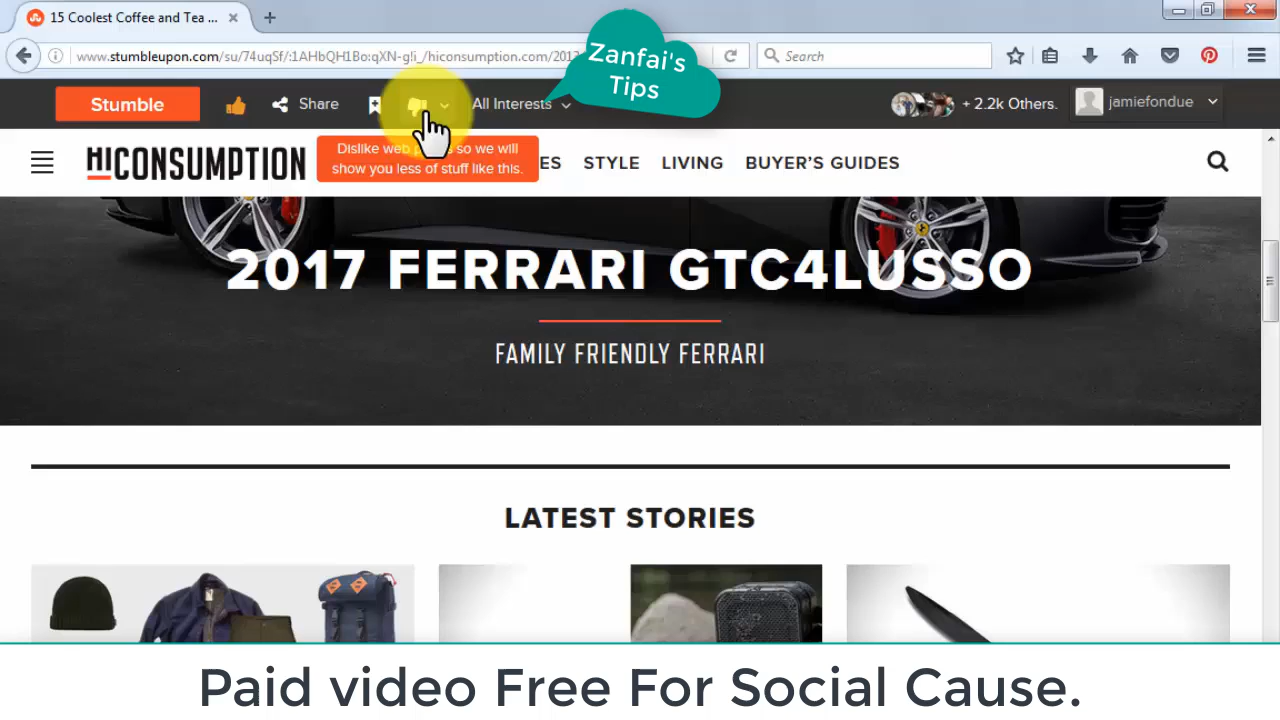 15 Coolest Coffee and Tea ...
www.stumbleupon.com/su/74uqSf/:1AHbQH1Bo:qXN-gli_/hiconsumption.com/201
Search
Zanfai's
Tips
Stumble
Share
All Interests
+ 2.2k Others.
jamiefondue
HICONSUMPTION
Dislike web so we will
show you less of stuff like this.
ES STYLE LIVING BUYER'S GUIDES
2017 FERRARI GTC4LUSSO
FAMILY FRIENDLY FERRARI
LATEST STORIES
Paid video Free For Social Cause.